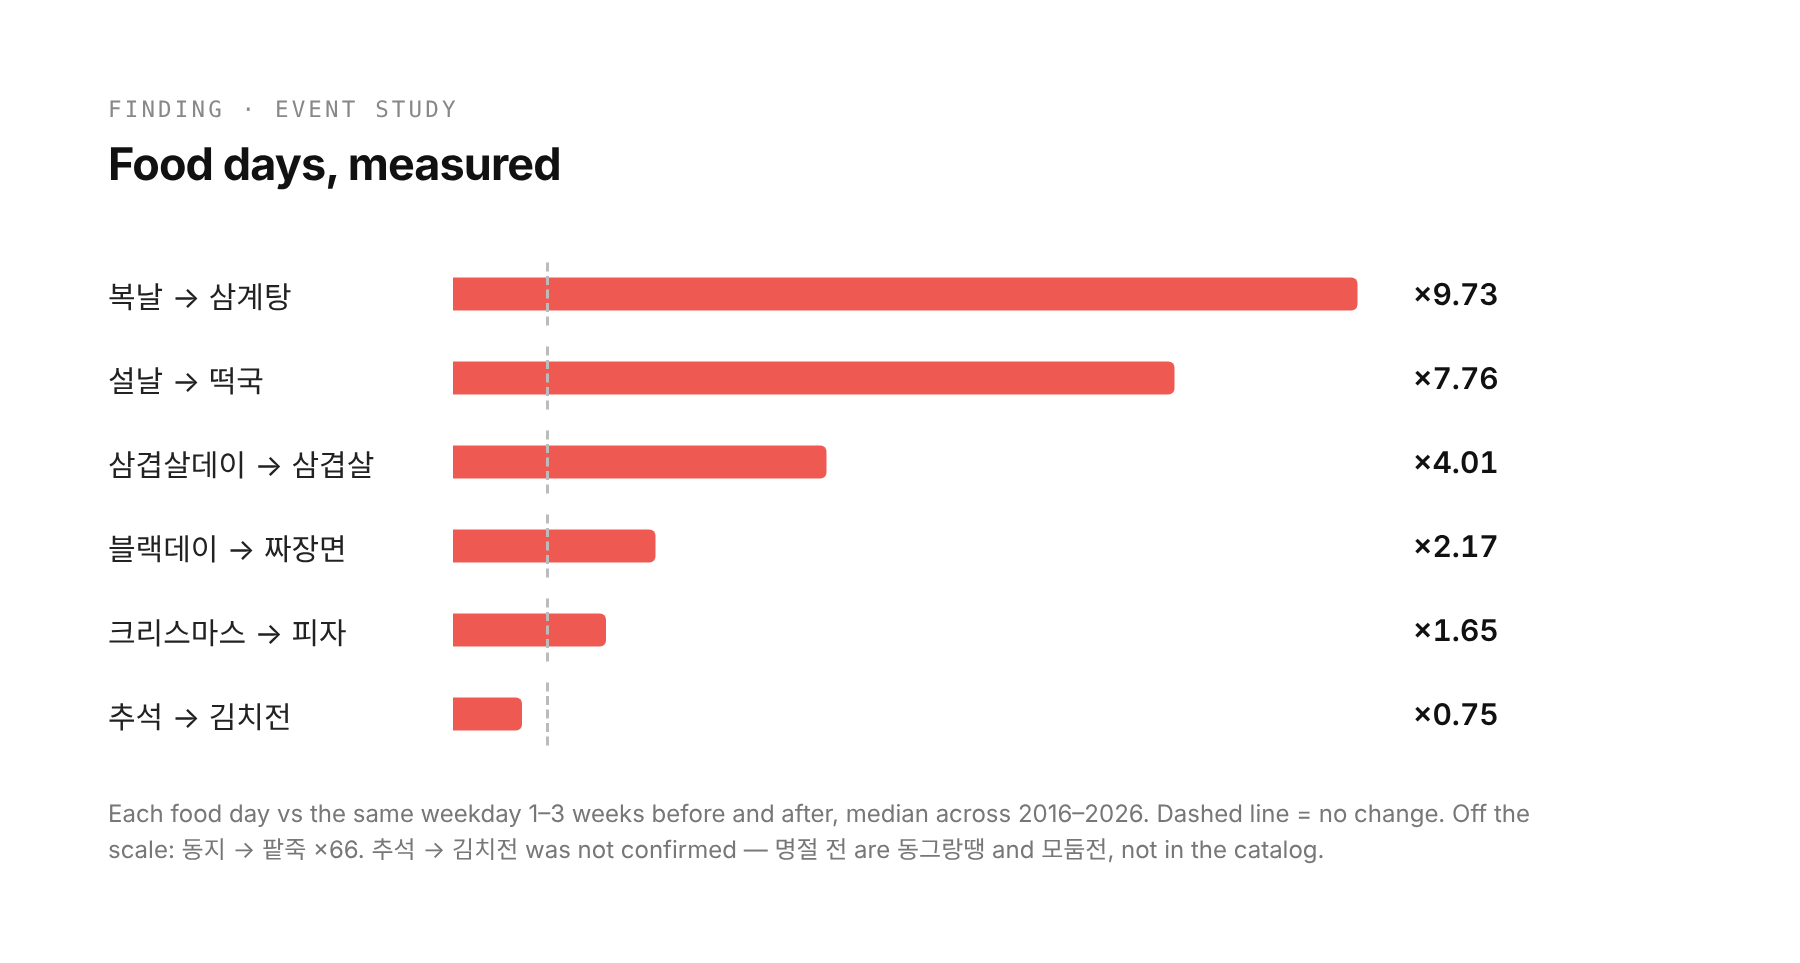 FINDING · EVENT STUDY
Food days, measured
복날 → 삼계탕 ×9.73
설날 → 떡국 ×7.76
삼겹살데이 → 삼겹살 ×4.01
블랙데이 → 짜장면 ×2.17
크리스마스 → 피자 ×1.65
추석 → 김치전 ×0.75
Each food day vs the same weekday 1–3 weeks before and after, median across 2016–2026. Dashed line = no change. Off the
scale: 동지 → 팥죽 ×66. 추석 → 김치전 was not confirmed — 명절 전 are 동그랑땡 and 모둠전, not in the catalog.